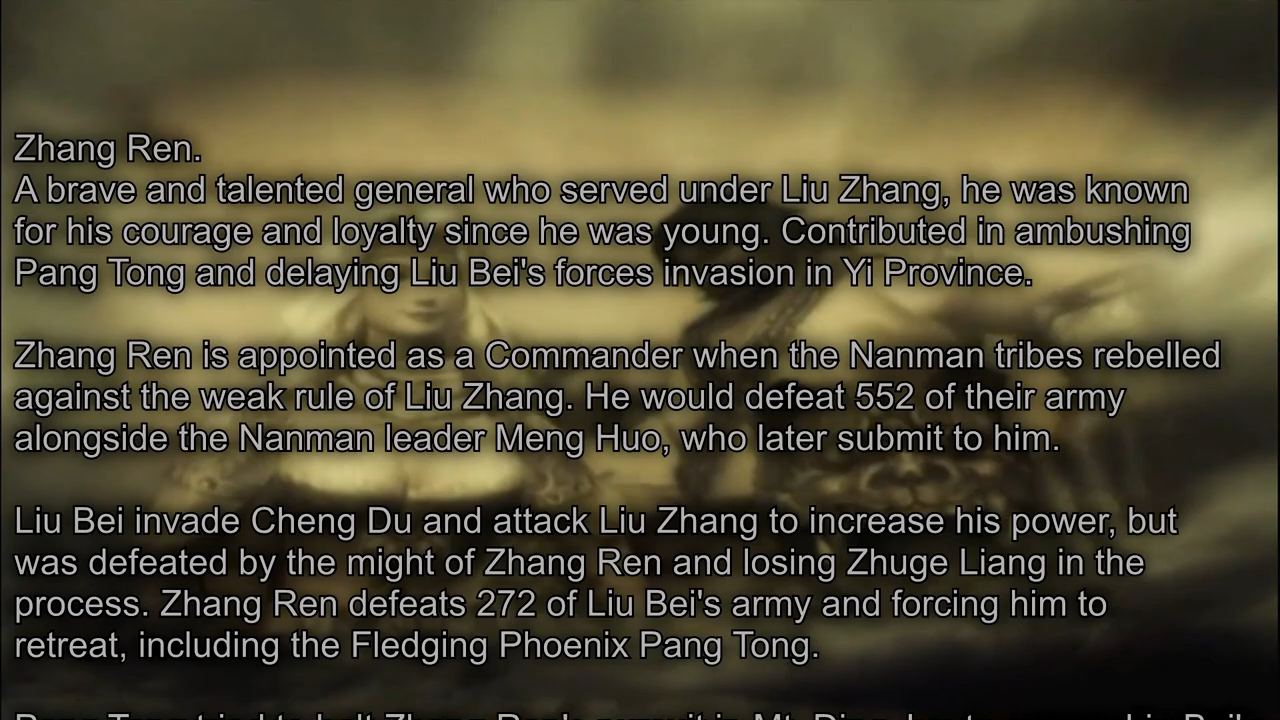 Zhang Ren.
A brave and talented general who served under Liu Zhang, he was known
for his courage and loyalty since he was young. Contributed in ambushing
Pang Tong and delaying Liu Bei's forces invasion in Yi Province.
Zhang Ren is appointed as a Commander when the Nanman tribes rebelled
against the weak rule of Liu Zhang. He would defeat 552 of their army
alongside the Nanman leader Meng Huo, who later submit to him.
Liu Bei invade Cheng Du and attack Liu Zhang to increase his power, but
was defeated by the might of Zhang Ren and losing Zhuge Liang in the
process. Zhang Ren defeats 272 of Liu Bei's army and forcing him to
retreat, including the Fledging Phoenix Pang Tong.